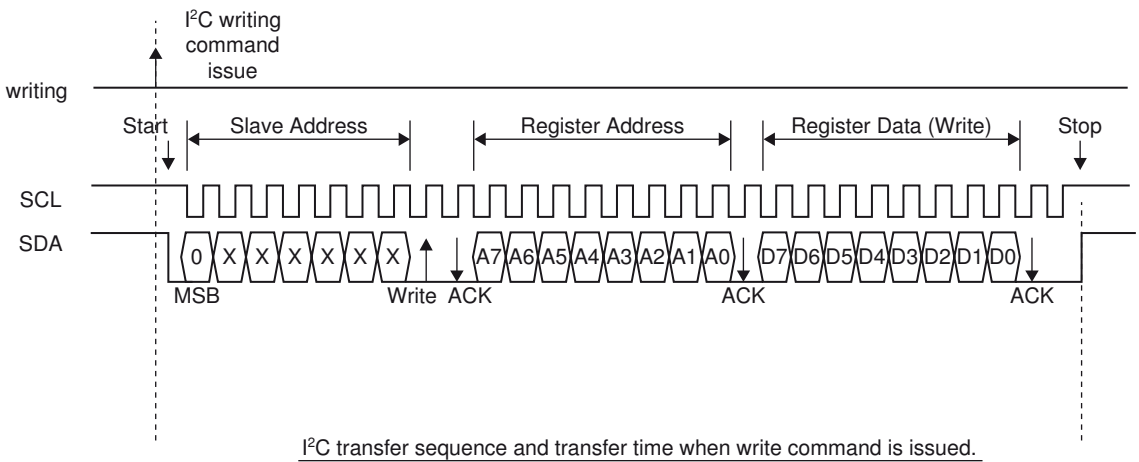 I²C writing
command
issue
writing
Start Slave Address Register Address Register Data (Write) Stop
SCL
SDA
0 X X X X X X A7 A6 A5 A4 A3 A2 A1 A0 D7 D6 D5 D4 D3 D2 D1 D0
MSB Write ACK ACK ACK
I²C transfer sequence and transfer time when write command is issued.